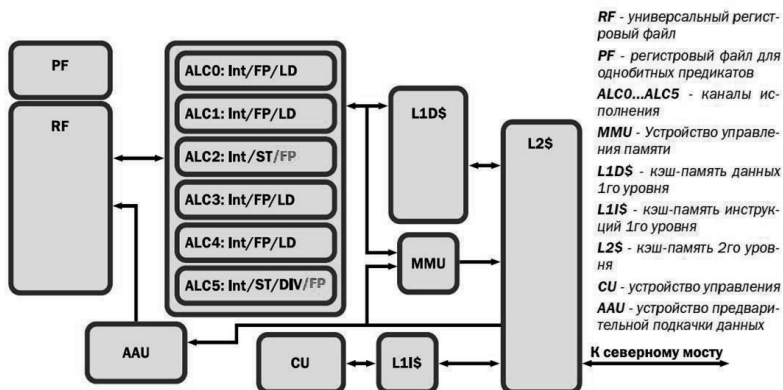 PF
RF
ALC0: Int/FP/LD
ALC1: Int/FP/LD
ALC2: Int/ST/FP
ALC3: Int/FP/LD
ALC4: Int/FP/LD
ALC5: Int/ST/DIV/FP
L1D$
L2$
MMU
AAU
CU
L1I$
К северному мосту
RF - универсальный регист-
ровый файл
PF - регистровый файл для
однобитных предикатов
ALC0...ALC5 - каналы ис-
полнения
MMU - Устройство управле-
ния памяти
L1D$ - кэш-память данных
1го уровня
L1I$ - кэш-память инструк-
ций 1го уровня
L2$ - кэш-память 2го уров-
ня
CU - устройство управления
AAU - устройство предвари-
тельной подкачки данных